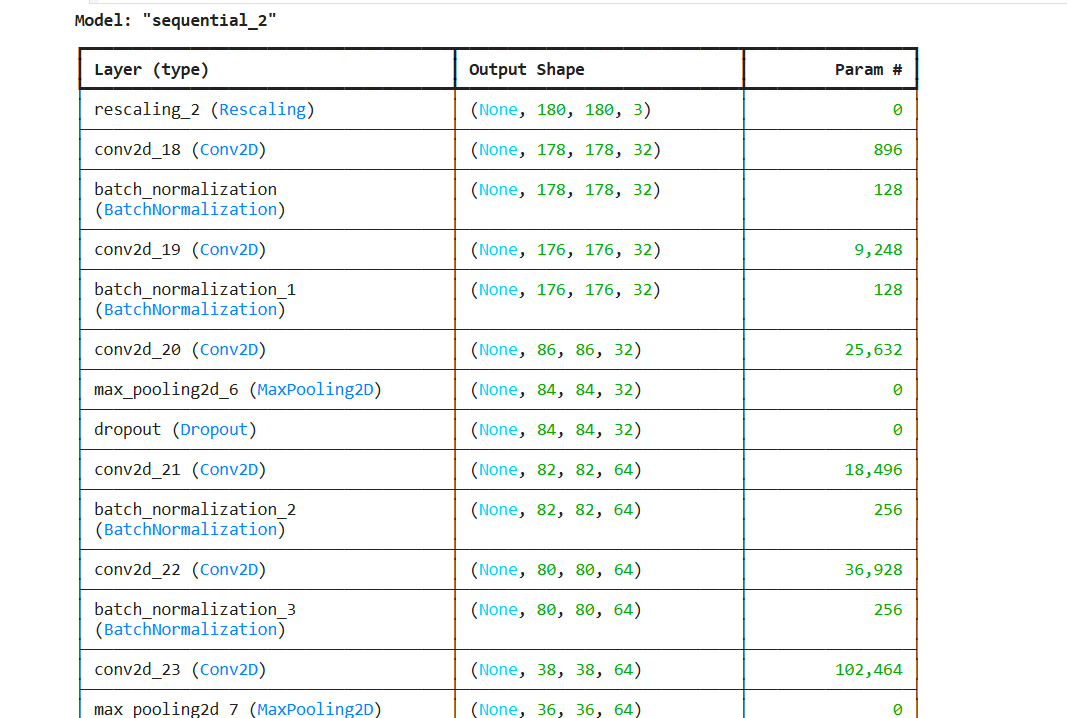 Model: "sequential_2"
Layer (type) Output Shape Param #
rescaling_2 (Rescaling) (None, 180, 180, 3) 0
conv2d_18 (Conv2D) (None, 178, 178, 32) 896
batch_normalization (None, 178, 178, 32) 128
(BatchNormalization)
conv2d_19 (Conv2D) (None, 176, 176, 32) 9,248
batch_normalization_1 (None, 176, 176, 32) 128
(BatchNormalization)
conv2d_20 (Conv2D) (None, 86, 86, 32) 25,632
max_pooling2d_6 (MaxPooling2D) (None, 84, 84, 32) 0
dropout (Dropout) (None, 84, 84, 32) 0
conv2d_21 (Conv2D) (None, 82, 82, 64) 18,496
batch_normalization_2 (None, 82, 82, 64) 256
(BatchNormalization)
conv2d_22 (Conv2D) (None, 80, 80, 64) 36,928
batch_normalization_3 (None, 80, 80, 64) 256
(BatchNormalization)
conv2d_23 (Conv2D) (None, 38, 38, 64) 102,464
max_pooling2d_7 (MaxPooling2D) (None, 36, 36, 64) 0